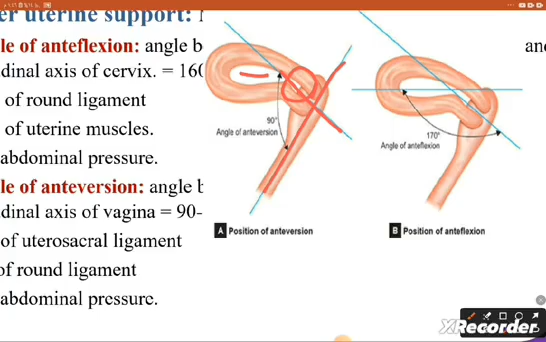 er uterine support:
le of anteflexion: angle b
an
dinal axis of cervix. = 160
of round ligament
of uterine muscles.
abdominal pressure.
le of anteversion: angle b
dinal axis of vagina = 90-
of uterosacral ligament
of round ligament
abdominal pressure.
90°
Angle of anteversion
170°
Angle of anteflexion
A Position of anteversion
B Position of anteflexion
XRecorder